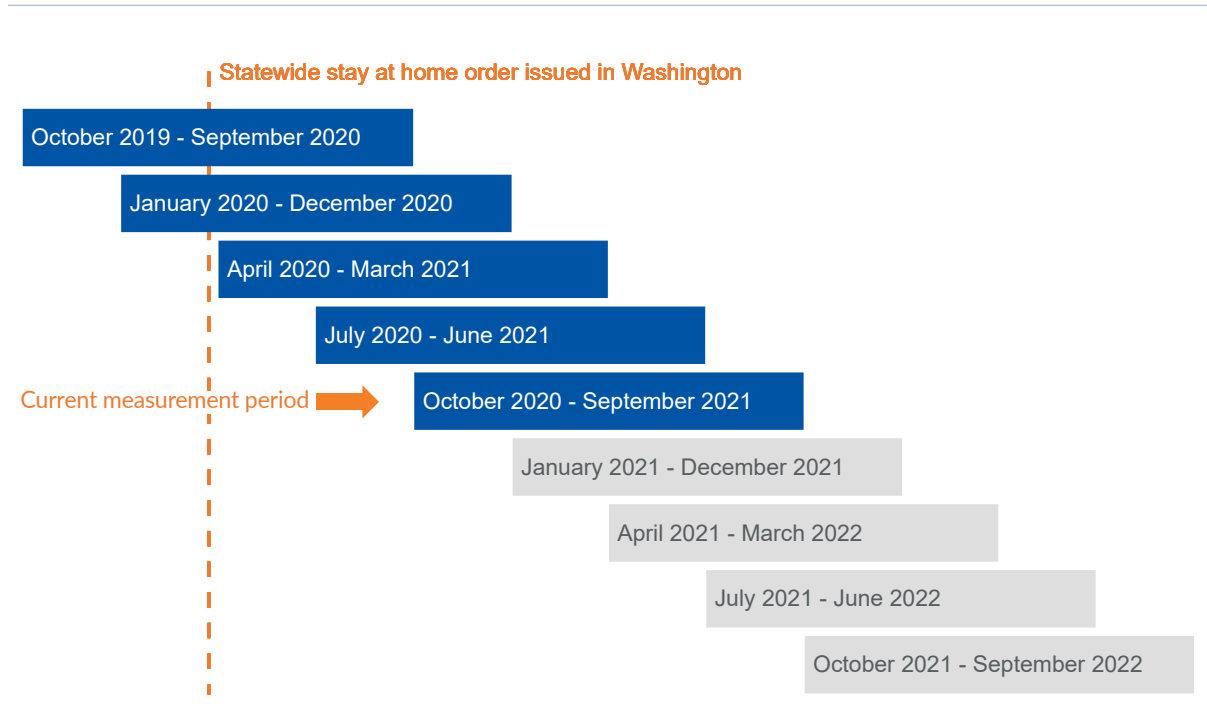 Statewide stay at home order issued in Washington
October 2019 - September 2020
January 2020 - December 2020
April 2020 - March 2021
July 2020 - June 2021
Current measurement period
October 2020 - September 2021
January 2021 - December 2021
April 2021 - March 2022
July 2021 - June 2022
October 2021 - September 2022